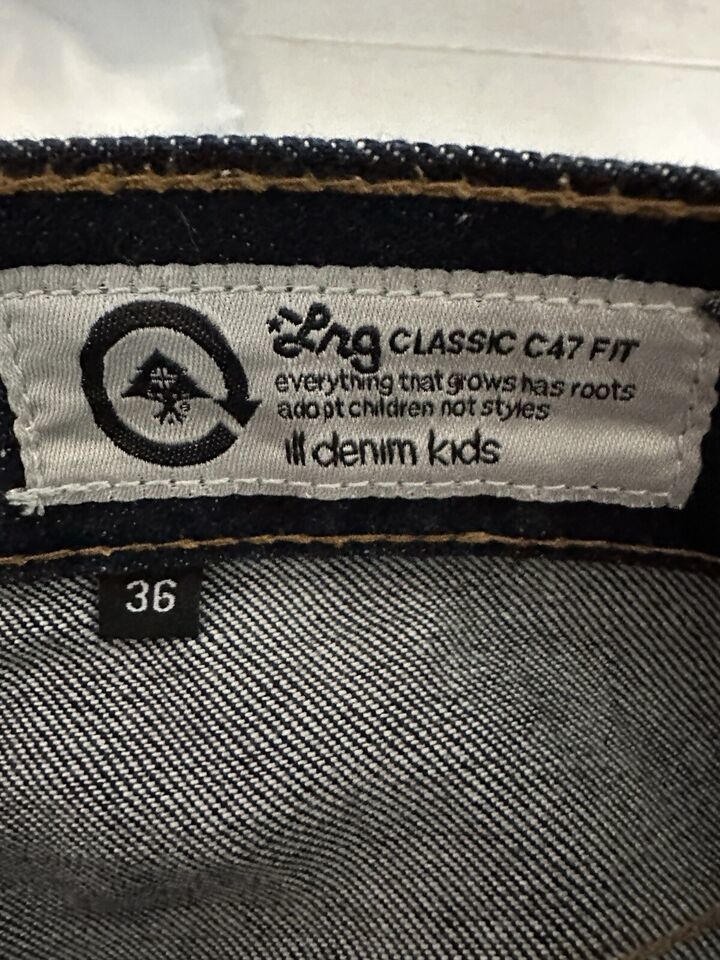 Lrg CLASSIC C47 FIT
everything that grows has roots
adopt children not styles
ill denim kids
36